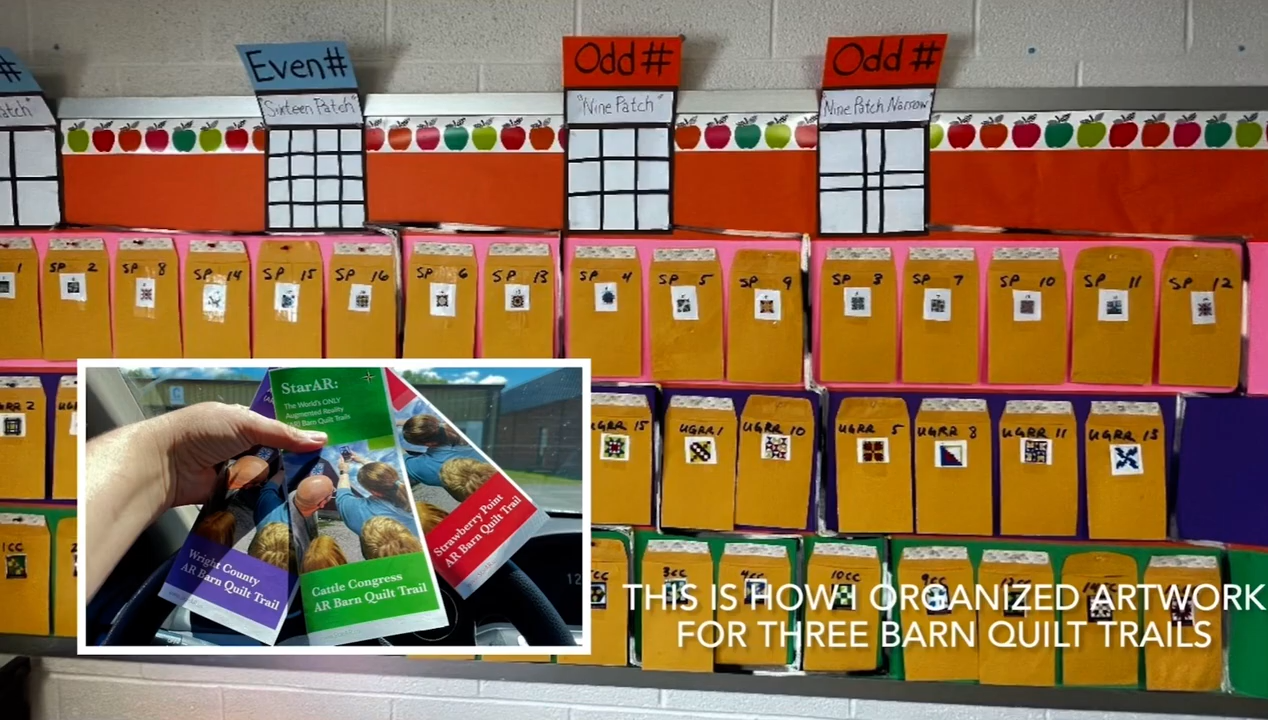 #
Even#
Odd#
Odd #
atch"
"Sixteen Patch"
"Nine Patch"
Nine Patch Narrow
1
SP 2
SP 8
SP 14
SP 15
SP 16
SP 6
SP 13
SP 4
SP 5
SP 9
SP 3
SP 7
SP 10
SP 11
SP 12
UGRR 2
UGRR 15
UGRR 1
UGRR 10
UGRR 5
UGRR 8
UGRR 11
UGRR 13
1CC
3CC
4CC
10CC
9CC
StarAR:
The World's ONLY
Augmented Reality
(AR) Barn Quilt Trails
Wright County
AR Barn Quilt Trail
Cattle Congress
AR Barn Quilt Trail
Strawberry Point
AR Barn Quilt Trail
THIS IS HOW I ORGANIZED ARTWORK
FOR THREE BARN QUILT TRAILS